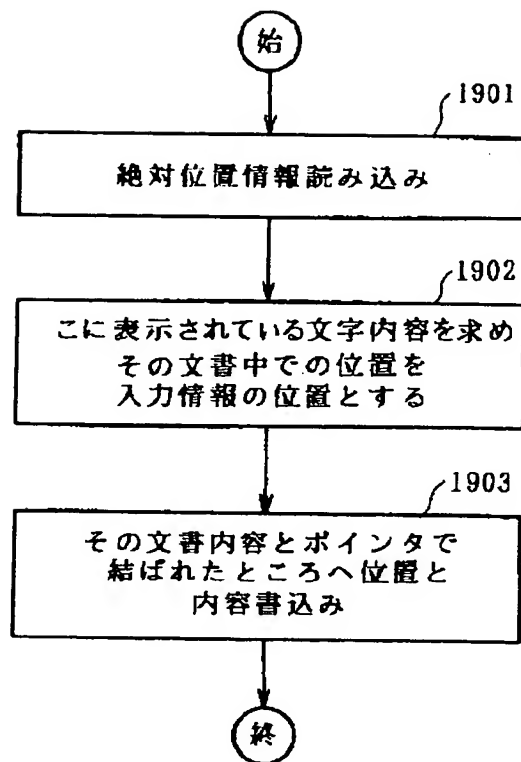 始
1901
絶対位置情報読み込み
1902
こに表示されている文字内容を求め
その文書中での位置を
入力情報の位置とする
1903
その文書内容とポインタで
結ばれたところへ位置と
内容書込み
終